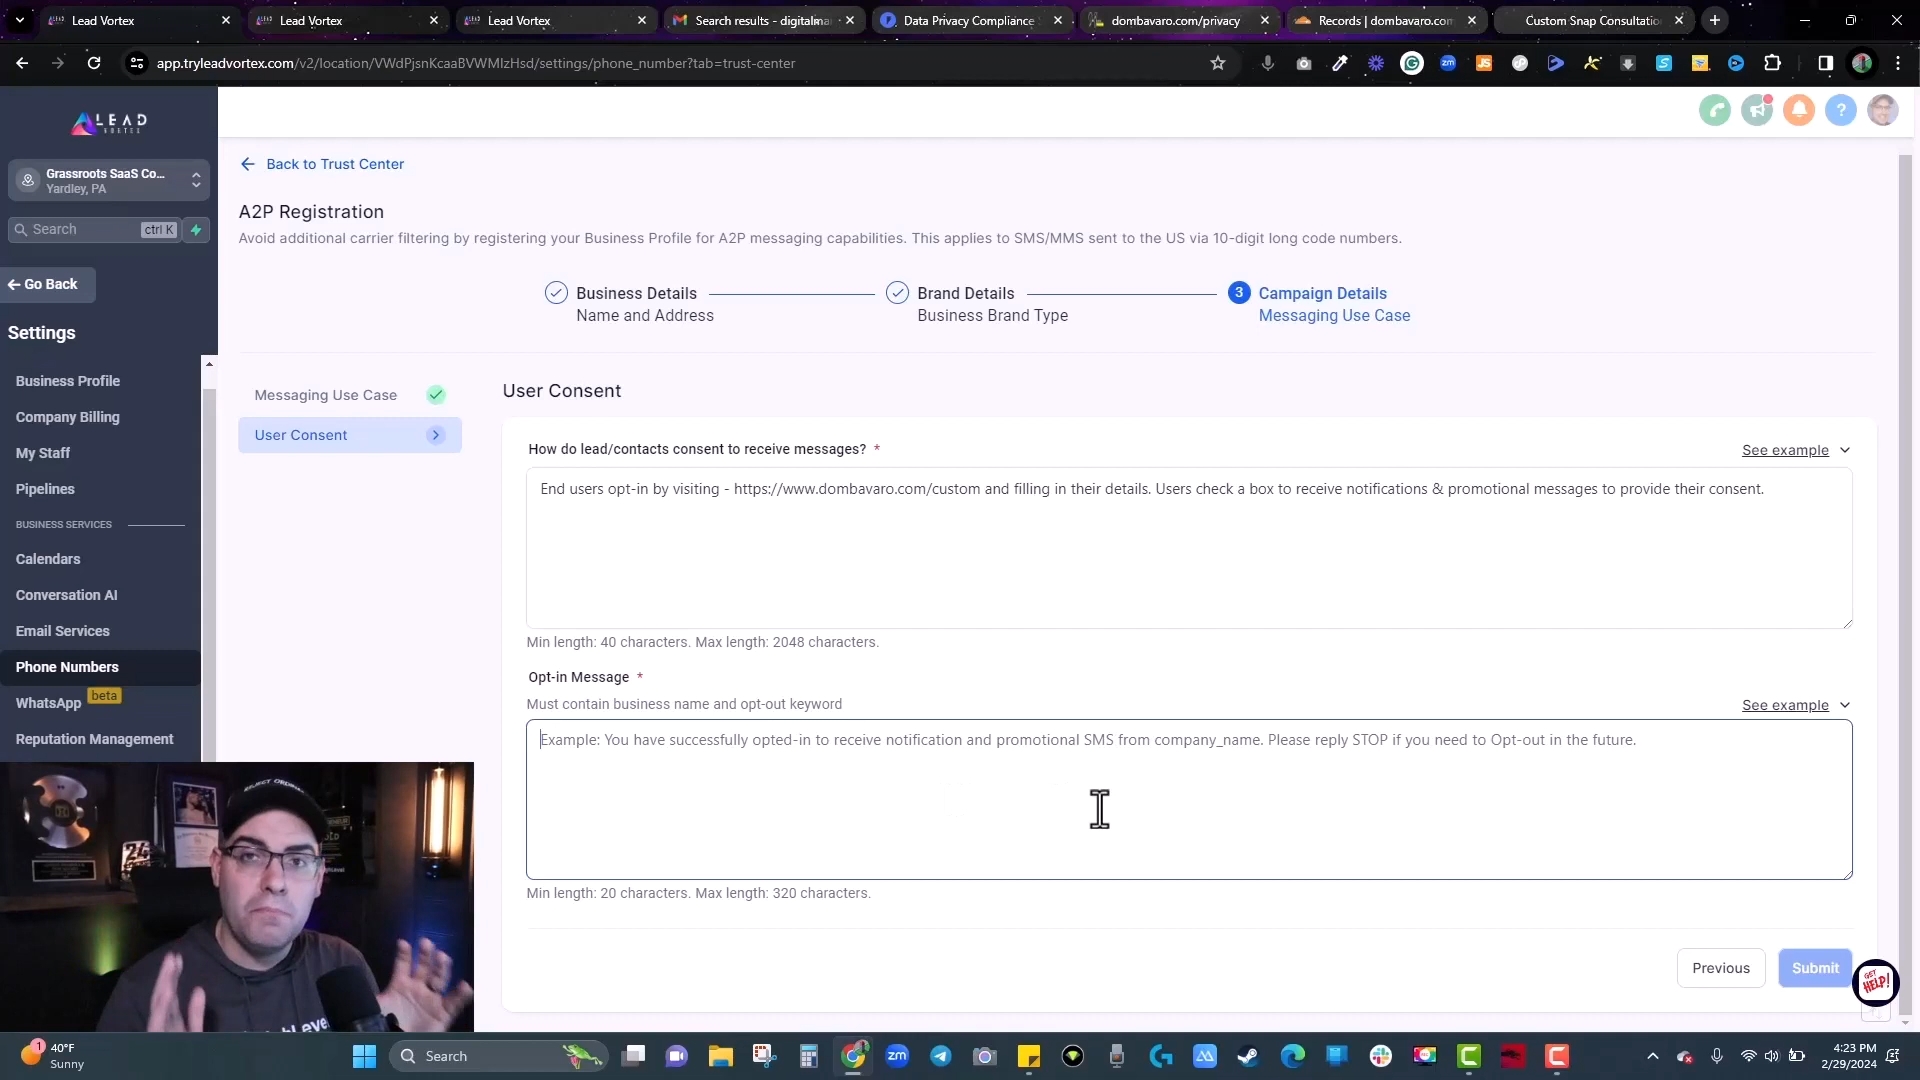 Lead Vortex
Lead Vortex
Lead Vortex
Search results - digitalma
Data Privacy Compliance S
dombavaro.com/privacy
Records | dombavaro.com
Custom Snap Consultatio
app.tryleadvortex.com/v2/location/VWdPjsnKcaaBVWMlzHsd/settings/phone_number?tab=trust-center
LEAD
VORTEX
Grassroots SaaS Co...
Yardley, PA
Search
ctrl K
Go Back
Settings
Business Profile
Company Billing
My Staff
Pipelines
BUSINESS SERVICES
Calendars
Conversation AI
Email Services
Phone Numbers
WhatsApp
beta
Reputation Management
Back to Trust Center
A2P Registration
Avoid additional carrier filtering by registering your Business Profile for A2P messaging capabilities. This applies to SMS/MMS sent to the US via 10-digit long code numbers.
Business Details
Name and Address
Brand Details
Business Brand Type
3
Campaign Details
Messaging Use Case
Messaging Use Case
User Consent
User Consent
How do lead/contacts consent to receive messages? *
See example
End users opt-in by visiting - https://www.dombavaro.com/custom and filling in their details. Users check a box to receive notifications & promotional messages to provide their consent.
Min length: 40 characters. Max length: 2048 characters.
Opt-in Message *
Must contain business name and opt-out keyword
See example
Example: You have successfully opted-in to receive notification and promotional SMS from company_name. Please reply STOP if you need to Opt-out in the future.
Min length: 20 characters. Max length: 320 characters.
Previous
Submit
GET
HELP!
1
40°F
Sunny
Search
4:23 PM
2/29/2024